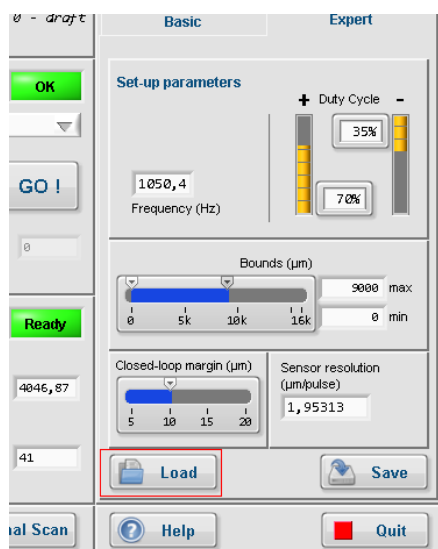 0 - draft
Basic
Expert
OK
GO !
0
Ready
4046,87
41
Set-up parameters
+ Duty Cycle -
35%
70%
1050,4
Frequency (Hz)
Bounds (µm)
0 5k 10k 16k
9000 max
0 min
Closed-loop margin (µm)
5 10 15 20
Sensor resolution
(µm/pulse)
1,95313
Load
Save
nal Scan
Help
Quit